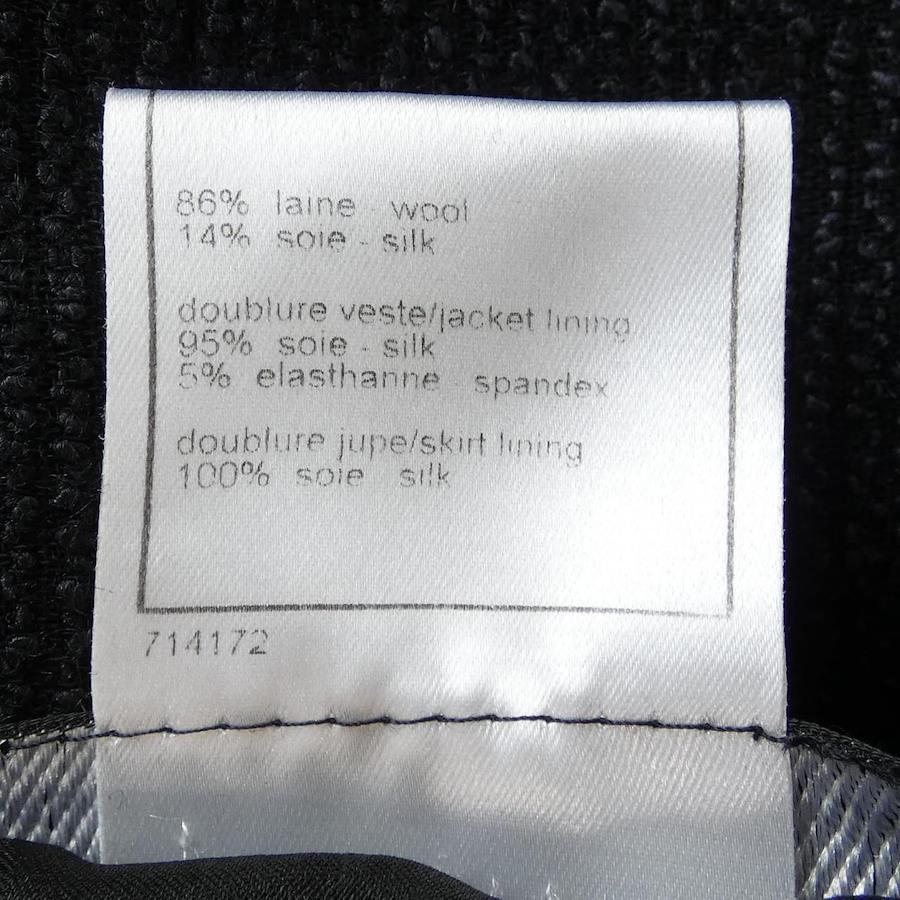 86% laine - wool
14% soie - silk
doublure veste/jacket lining
95% soie - silk
5% elasthanne spandex
doublure jupe/skirt lining
100% soie silk
714172